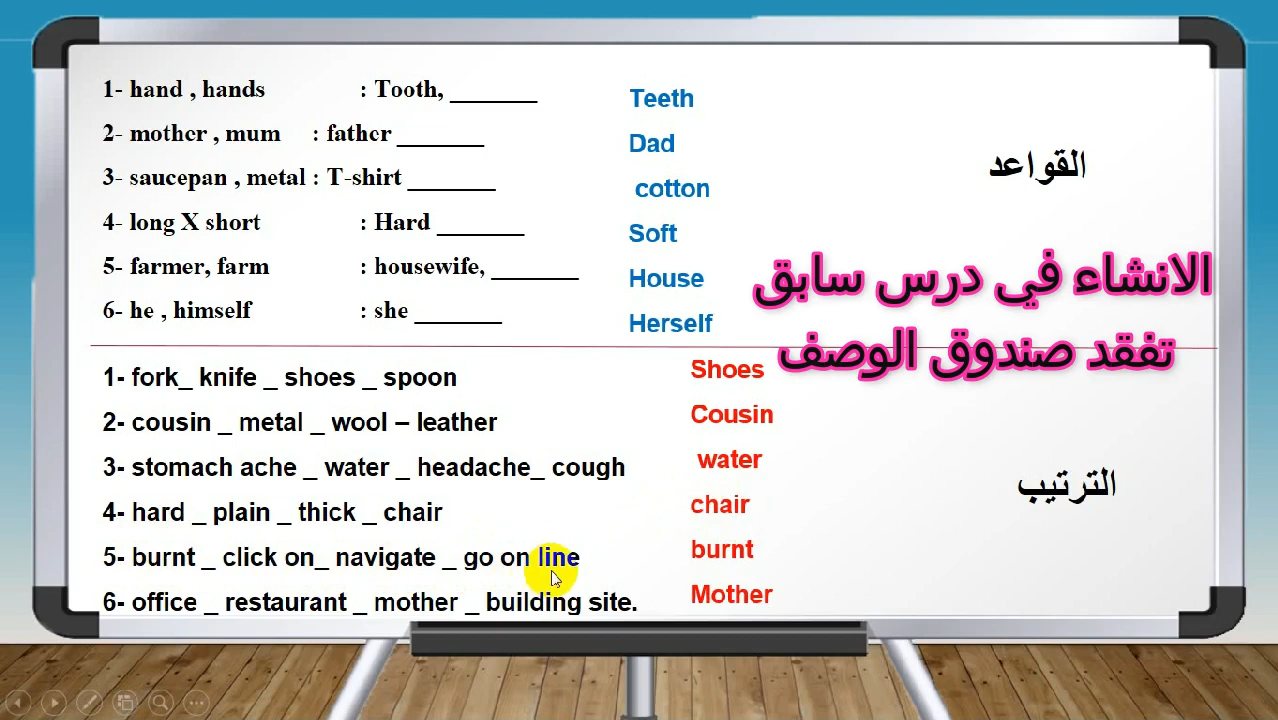 1- hand , hands : Tooth, _______ Teeth
2- mother , mum : father _______ Dad
3- saucepan , metal : T-shirt _______ cotton
القواعد
4- long X short : Hard _______ Soft
5- farmer, farm : housewife, _______ House
6- he , himself : she _______ Herself
الانشاء في درس سابق
تفقد صندوق الوصف
1- fork_ knife _ shoes _ spoon Shoes
2- cousin _ metal _ wool – leather Cousin
3- stomach ache _ water _ headache_ cough water
الترتيب
4- hard _ plain _ thick _ chair chair
5- burnt _ click on_ navigate _ go on line burnt
6- office _ restaurant _ mother _ building site. Mother